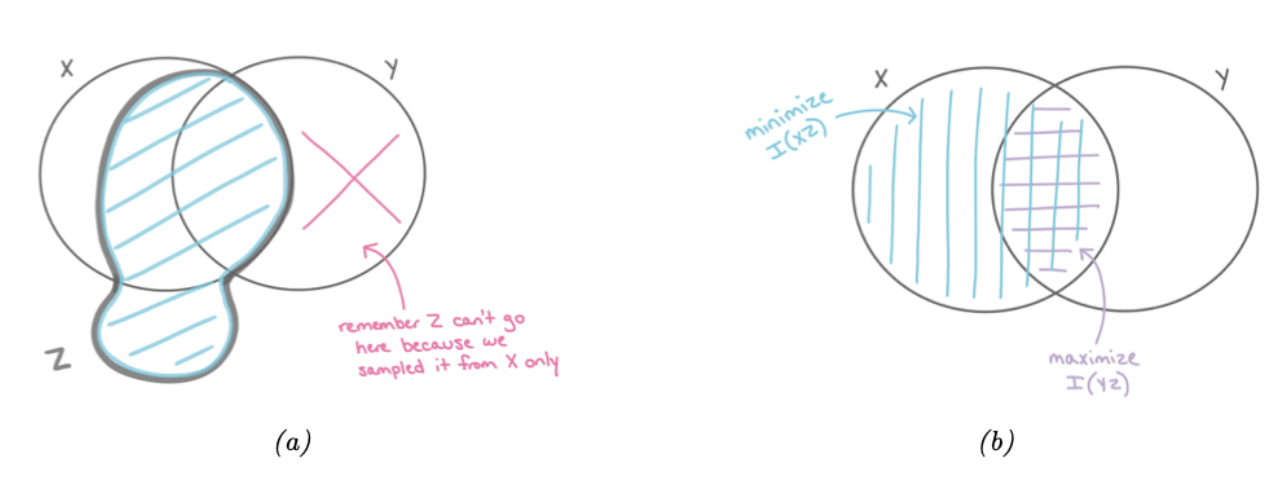 X
Y
Z
remember Z can't go
here because we
sampled it from X only
(a)
X
Y
minimize
I(XZ)
maximize
I(YZ)
(b)